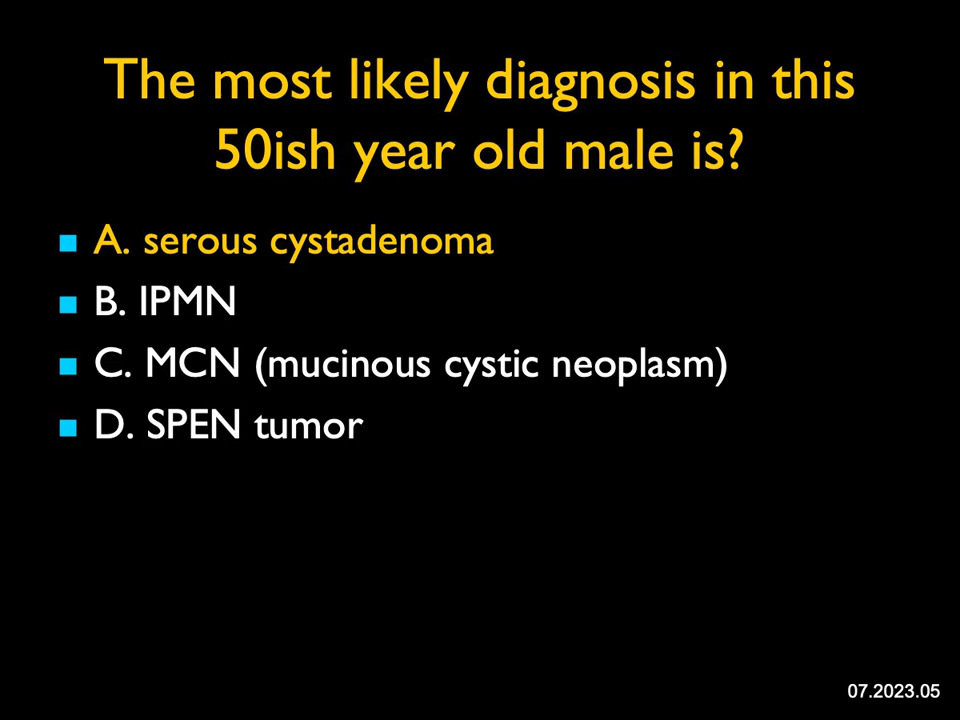 The most likely diagnosis in this
50ish year old male is?
A. serous cystadenoma
B. IPMN
C. MCN (mucinous cystic neoplasm)
D. SPEN tumor
07.2023.05